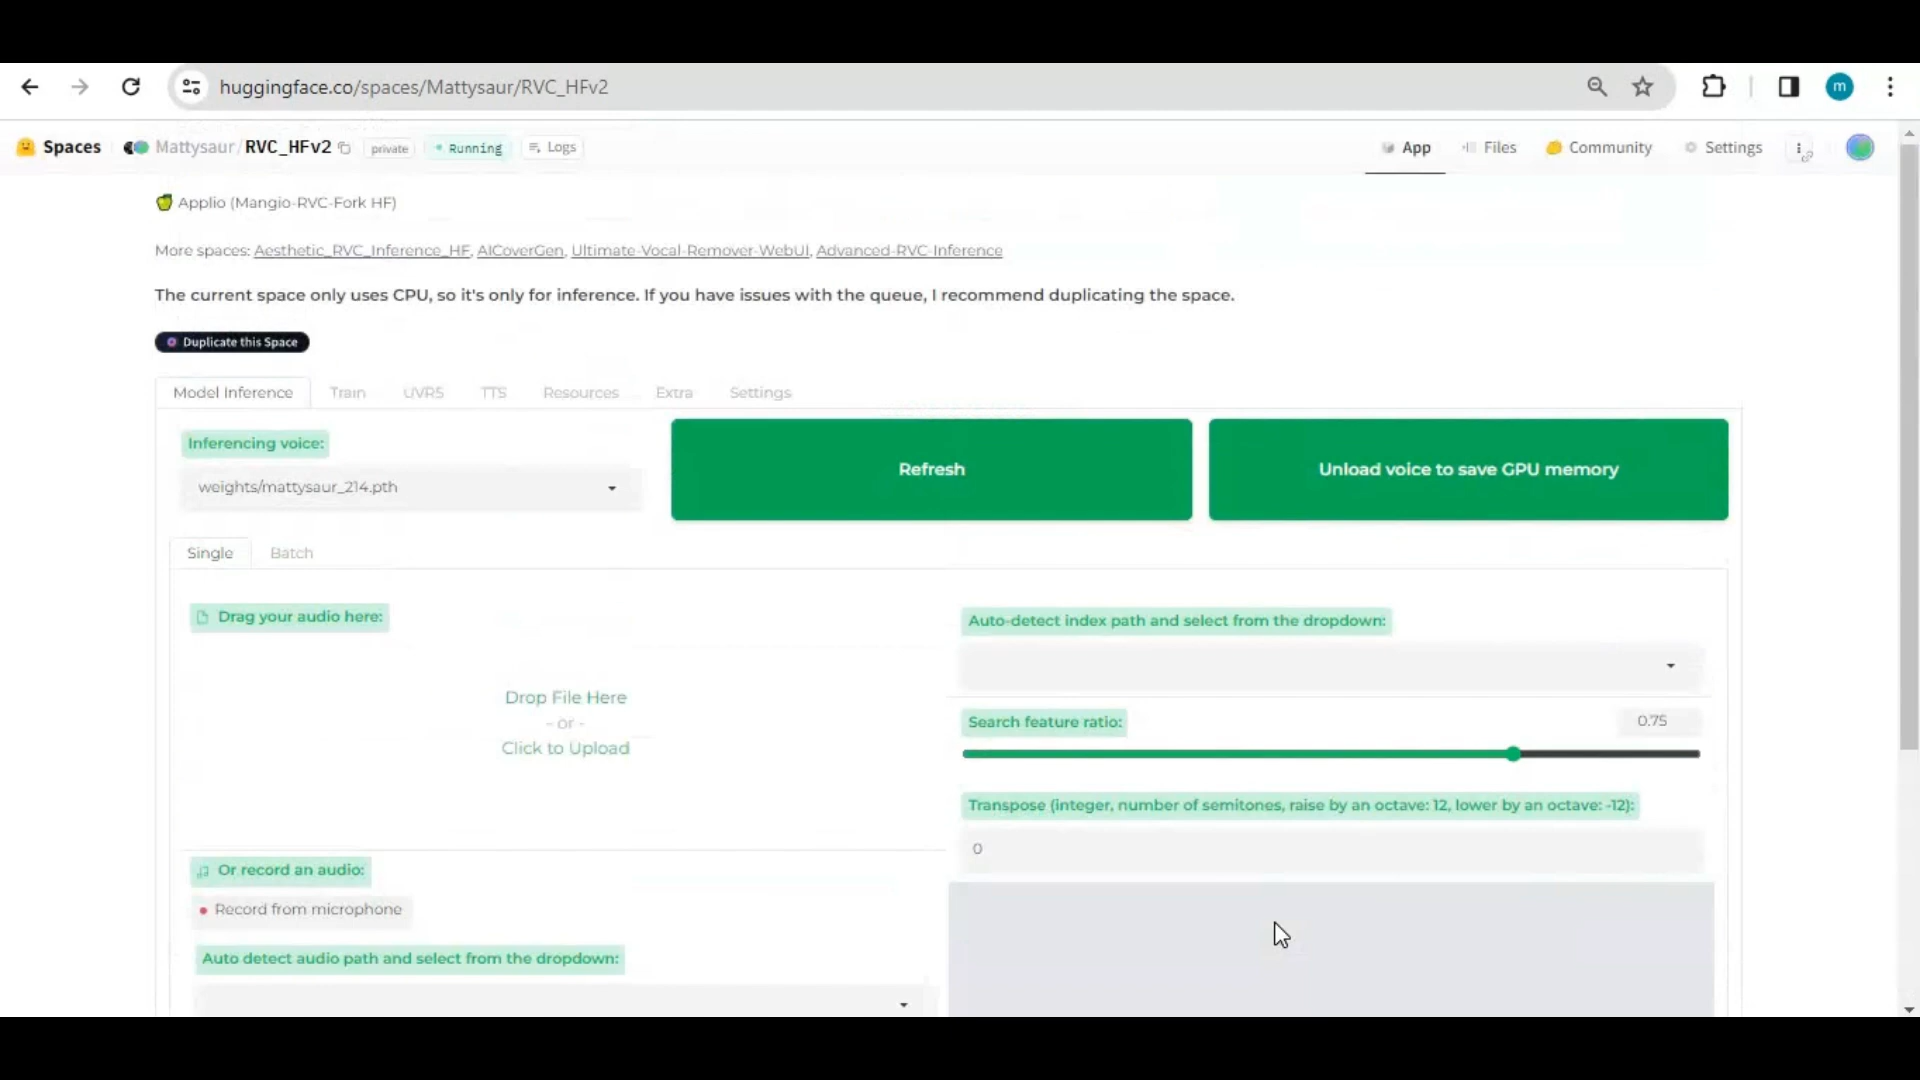 huggingface.co/spaces/Mattysaur/RVC_HFv2
m
Spaces Mattysaur/RVC_HFv2 private Running Logs App Files Community Settings
Applio (Mangio-RVC-Fork HF)
More spaces: Aesthetic_RVC_Inference_HF, AICoverGen, Ultimate-Vocal-Remover-WebUI, Advanced-RVC-Inference
The current space only uses CPU, so it's only for inference. If you have issues with the queue, I recommend duplicating the space.
Duplicate this Space
Model Inference Train UVR5 TTS Resources Extra Settings
Inferencing voice:
weights/mattysaur_214.pth
Refresh
Unload voice to save GPU memory
Single Batch
Drag your audio here:
Drop File Here
- or -
Click to Upload
Or record an audio:
Record from microphone
Auto detect audio path and select from the dropdown:
Auto-detect index path and select from the dropdown:
Search feature ratio:
0.75
Transpose (integer, number of semitones, raise by an octave: 12, lower by an octave: -12):
0